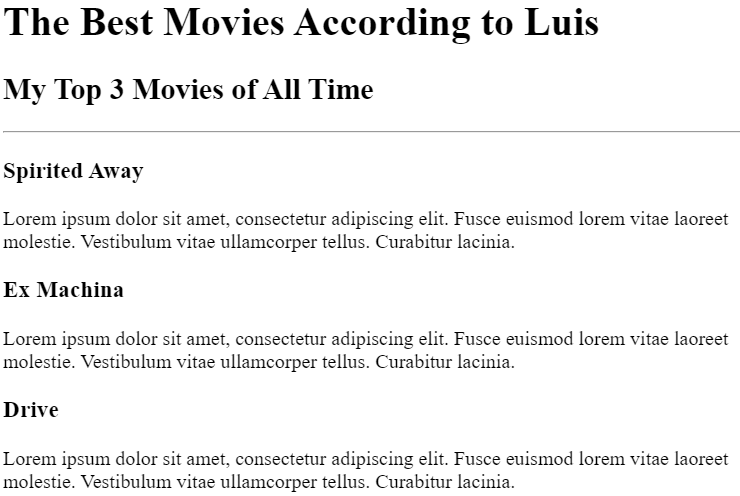 The Best Movies According to Luis
My Top 3 Movies of All Time
Spirited Away
Lorem ipsum dolor sit amet, consectetur adipiscing elit. Fusce euismod lorem vitae laoreet
molestie. Vestibulum vitae ullamcorper tellus. Curabitur lacinia.
Ex Machina
Lorem ipsum dolor sit amet, consectetur adipiscing elit. Fusce euismod lorem vitae laoreet
molestie. Vestibulum vitae ullamcorper tellus. Curabitur lacinia.
Drive
Lorem ipsum dolor sit amet, consectetur adipiscing elit. Fusce euismod lorem vitae laoreet
molestie. Vestibulum vitae ullamcorper tellus. Curabitur lacinia.